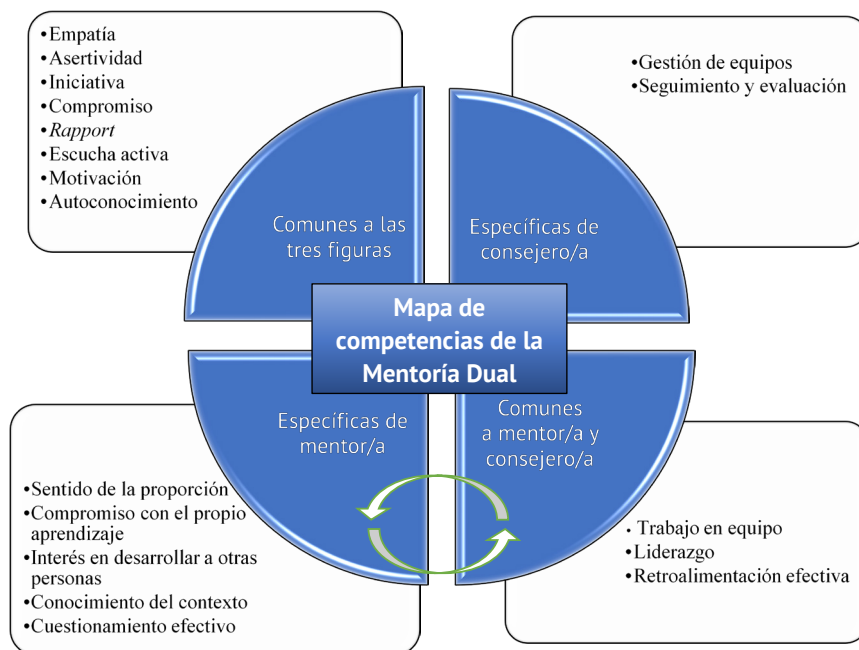 •Empatía
•Asertividad
•Iniciativa
•Compromiso
•Rapport
•Escucha activa
•Motivación
•Autoconocimiento
•Gestión de equipos
•Seguimiento y evaluación
Comunes a las
tres figuras
Específicas de
consejero/a
Mapa de
competencias de la
Mentoría Dual
Específicas de
mentor/a
Comunes
a mentor/a y
consejero/a
•Sentido de la proporción
•Compromiso con el propio
aprendizaje
•Interés en desarrollar a otras
personas
•Conocimiento del contexto
•Cuestionamiento efectivo
• Trabajo en equipo
•Liderazgo
•Retroalimentación efectiva